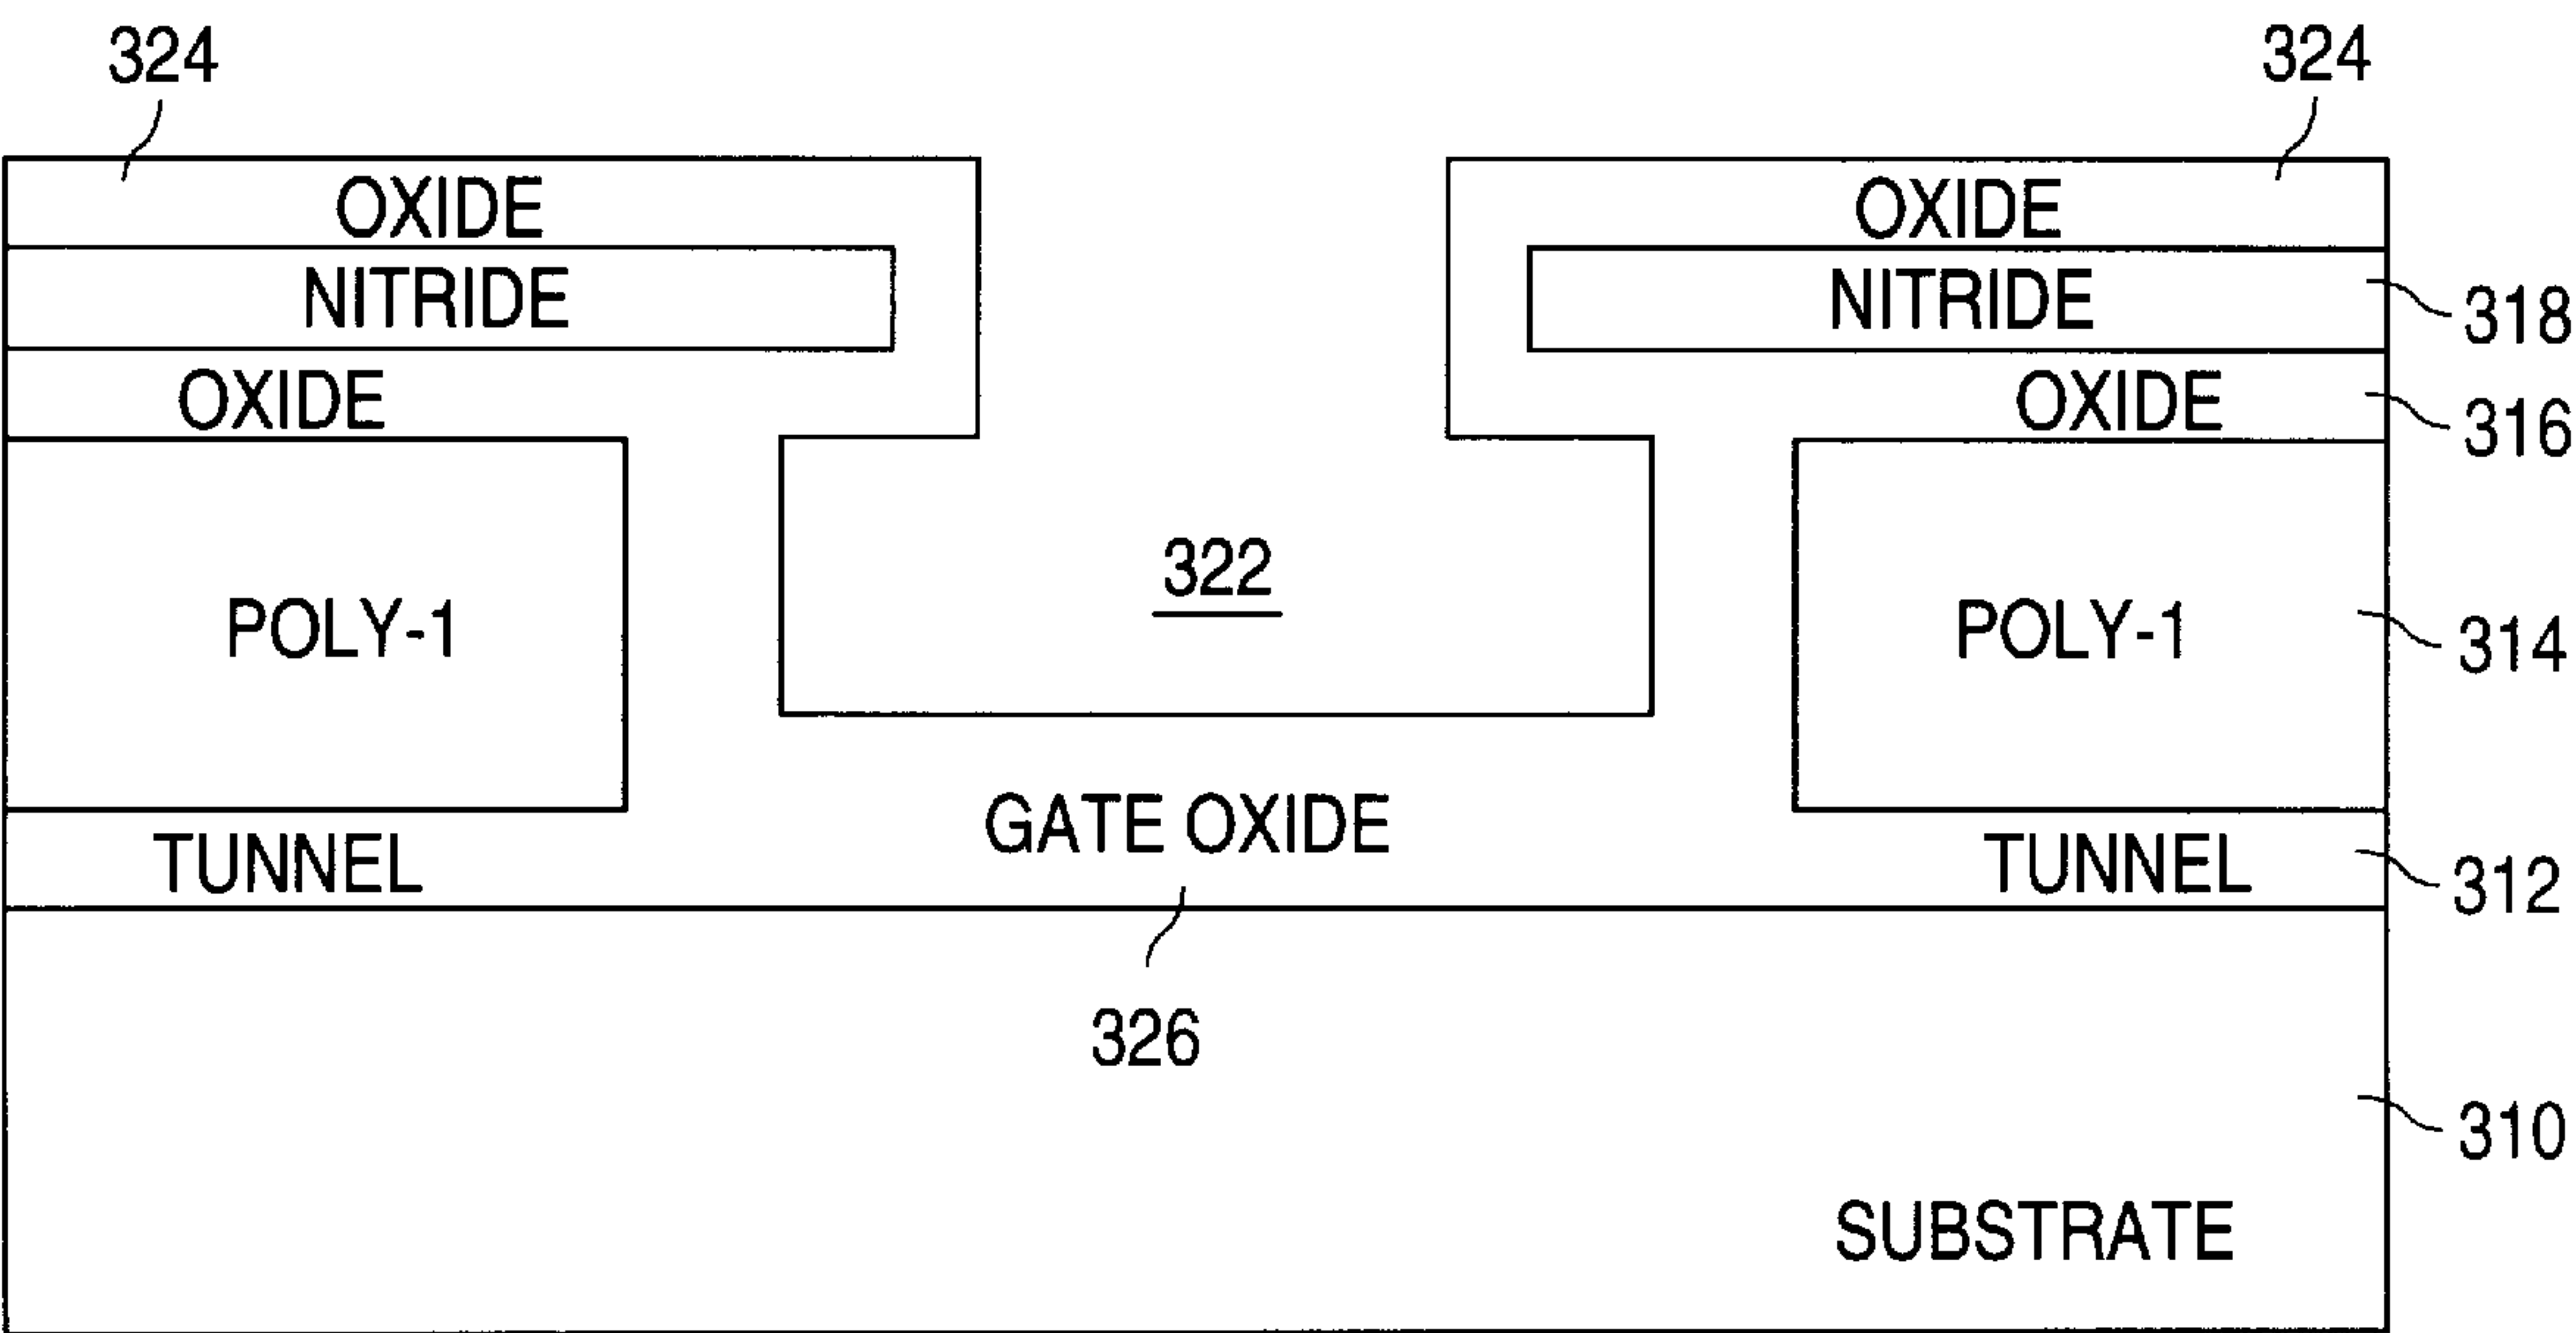 324
324
OXIDE
OXIDE
NITRIDE
NITRIDE
318
OXIDE
OXIDE
316
322
POLY-1
POLY-1
314
GATE OXIDE
TUNNEL
TUNNEL
312
326
310
SUBSTRATE